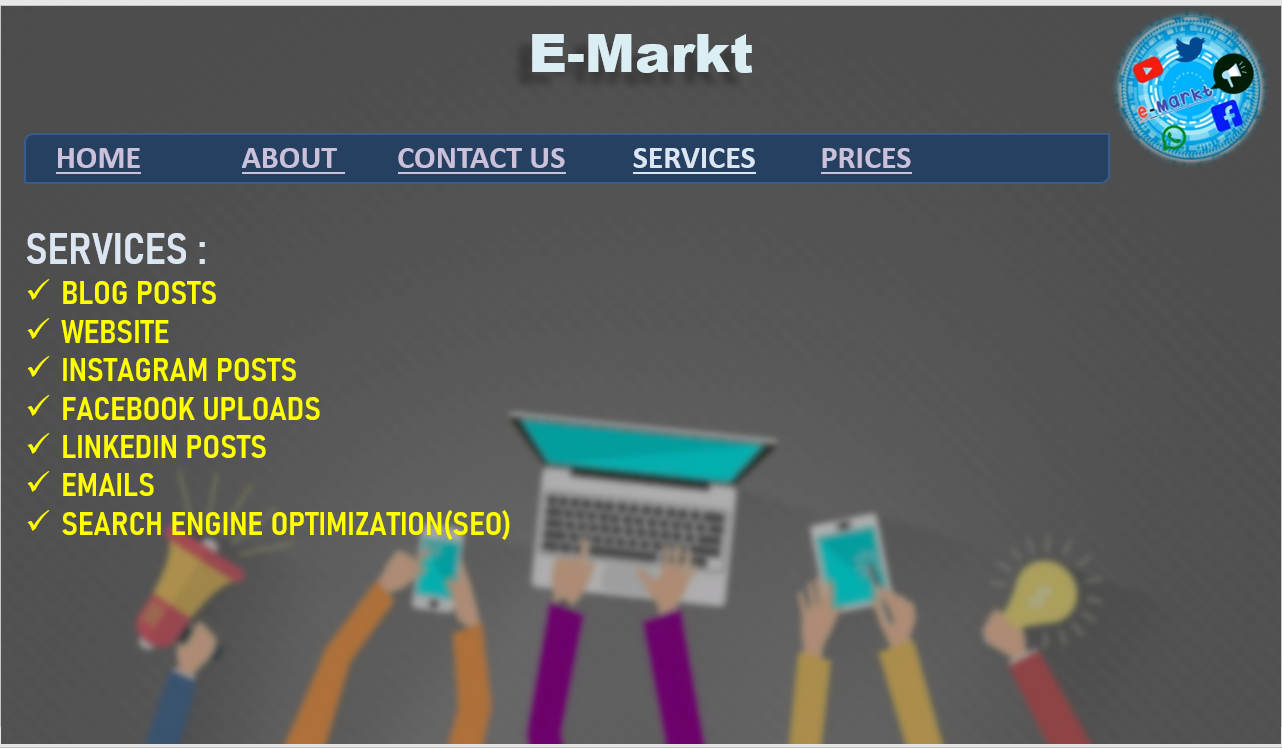 E-Markt
e-Markt
HOME ABOUT CONTACT US SERVICES PRICES
SERVICES :
✓ BLOG POSTS
✓ WEBSITE
✓ INSTAGRAM POSTS
✓ FACEBOOK UPLOADS
✓ LINKEDIN POSTS
✓ EMAILS
✓ SEARCH ENGINE OPTIMIZATION(SEO)